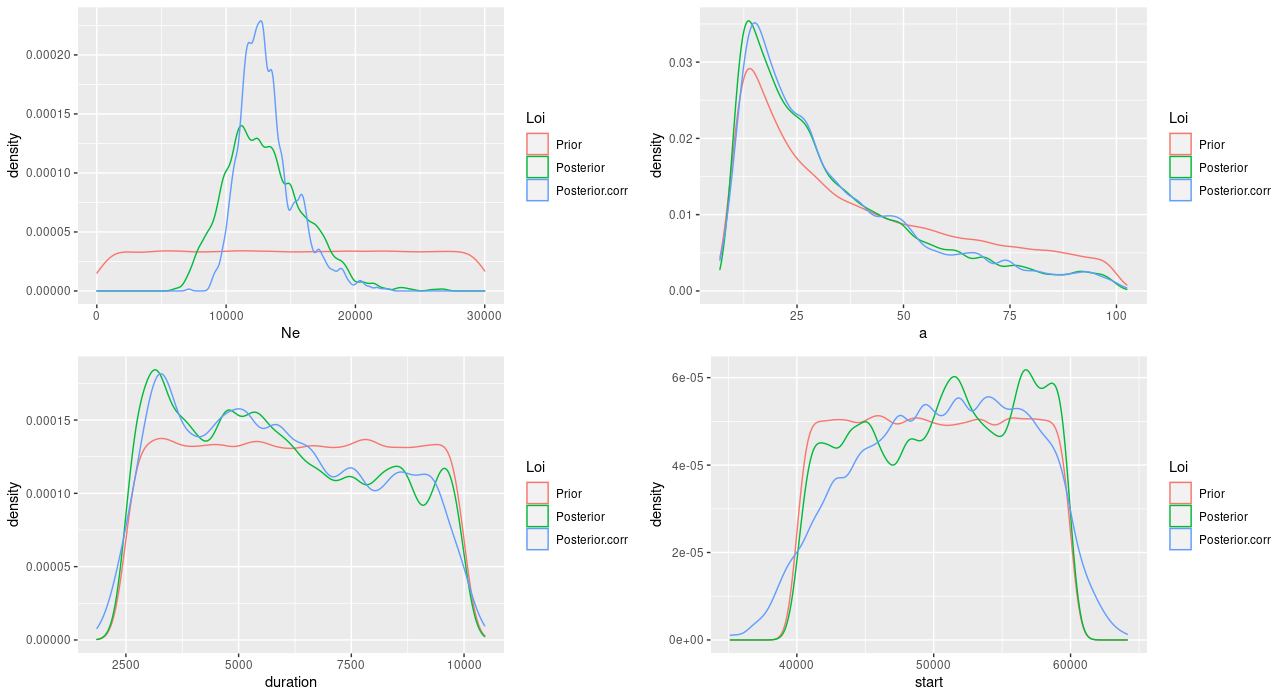 0.00020
0.00015
0.00010
0.00005
0.00000
density
0 10000 20000 30000
Ne
Loi
Prior
Posterior
Posterior.corr
0.03
0.02
0.01
0.00
density
25 50 75 100
a
Loi
Prior
Posterior
Posterior.corr
0.00015
0.00010
0.00005
0.00000
density
2500 5000 7500 10000
duration
Loi
Prior
Posterior
Posterior.corr
6e-05
4e-05
2e-05
0e+00
density
40000 50000 60000
start
Loi
Prior
Posterior
Posterior.corr